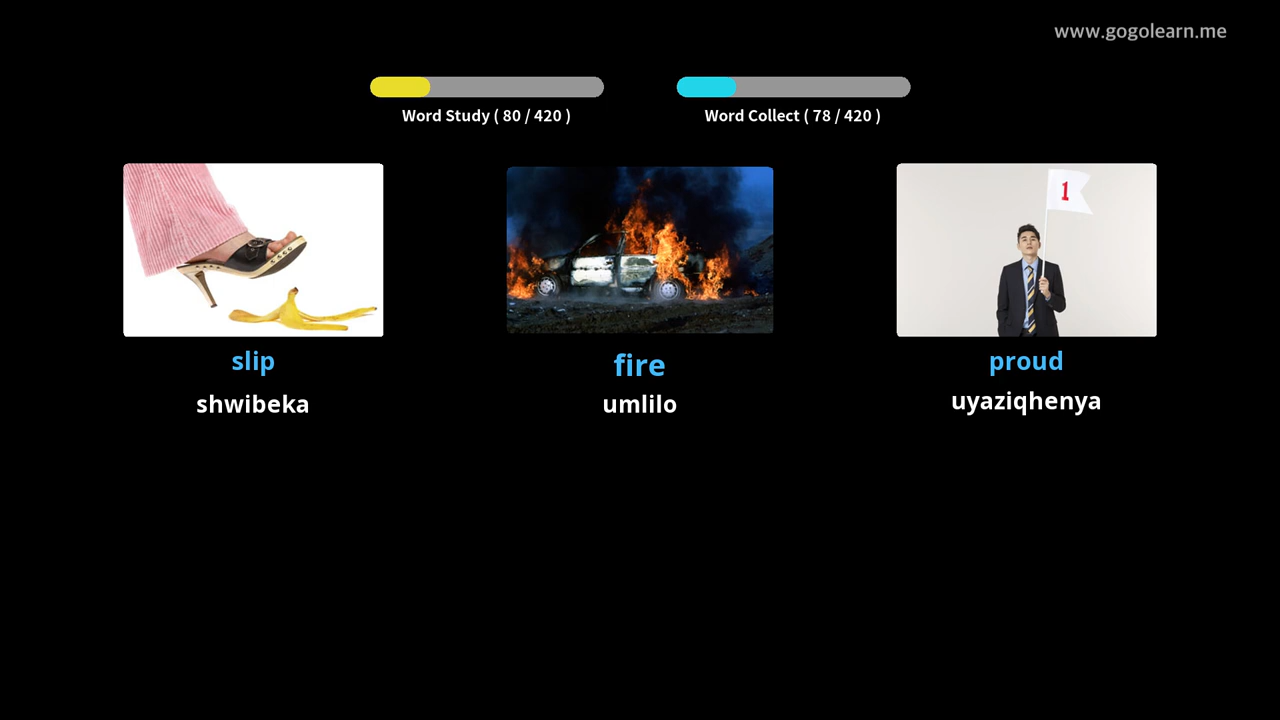 www.gogolearn.me
Word Study ( 80 / 420 )
Word Collect ( 78 / 420 )
1
slip
fire
proud
shwibeka
umlilo
uyaziqhenya